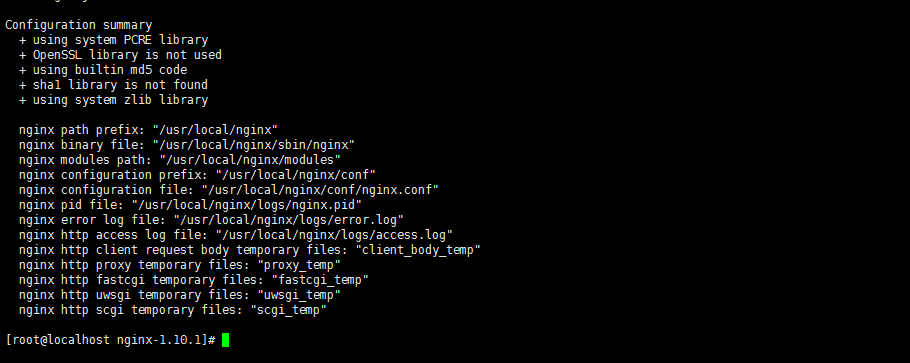 Configuration summary
+ using system PCRE library
+ OpenSSL library is not used
+ using builtin md5 code
+ sha1 library is not found
+ using system zlib library
nginx path prefix: "/usr/local/nginx"
nginx binary file: "/usr/local/nginx/sbin/nginx"
nginx modules path: "/usr/local/nginx/modules"
nginx configuration prefix: "/usr/local/nginx/conf"
nginx configuration file: "/usr/local/nginx/conf/nginx.conf"
nginx pid file: "/usr/local/nginx/logs/nginx.pid"
nginx error log file: "/usr/local/nginx/logs/error.log"
nginx http access log file: "/usr/local/nginx/logs/access.log"
nginx http client request body temporary files: "client_body_temp"
nginx http proxy temporary files: "proxy_temp"
nginx http fastcgi temporary files: "fastcgi_temp"
nginx http uwsgi temporary files: "uwsgi_temp"
nginx http scgi temporary files: "scgi_temp"
[root@localhost nginx-1.10.1]#